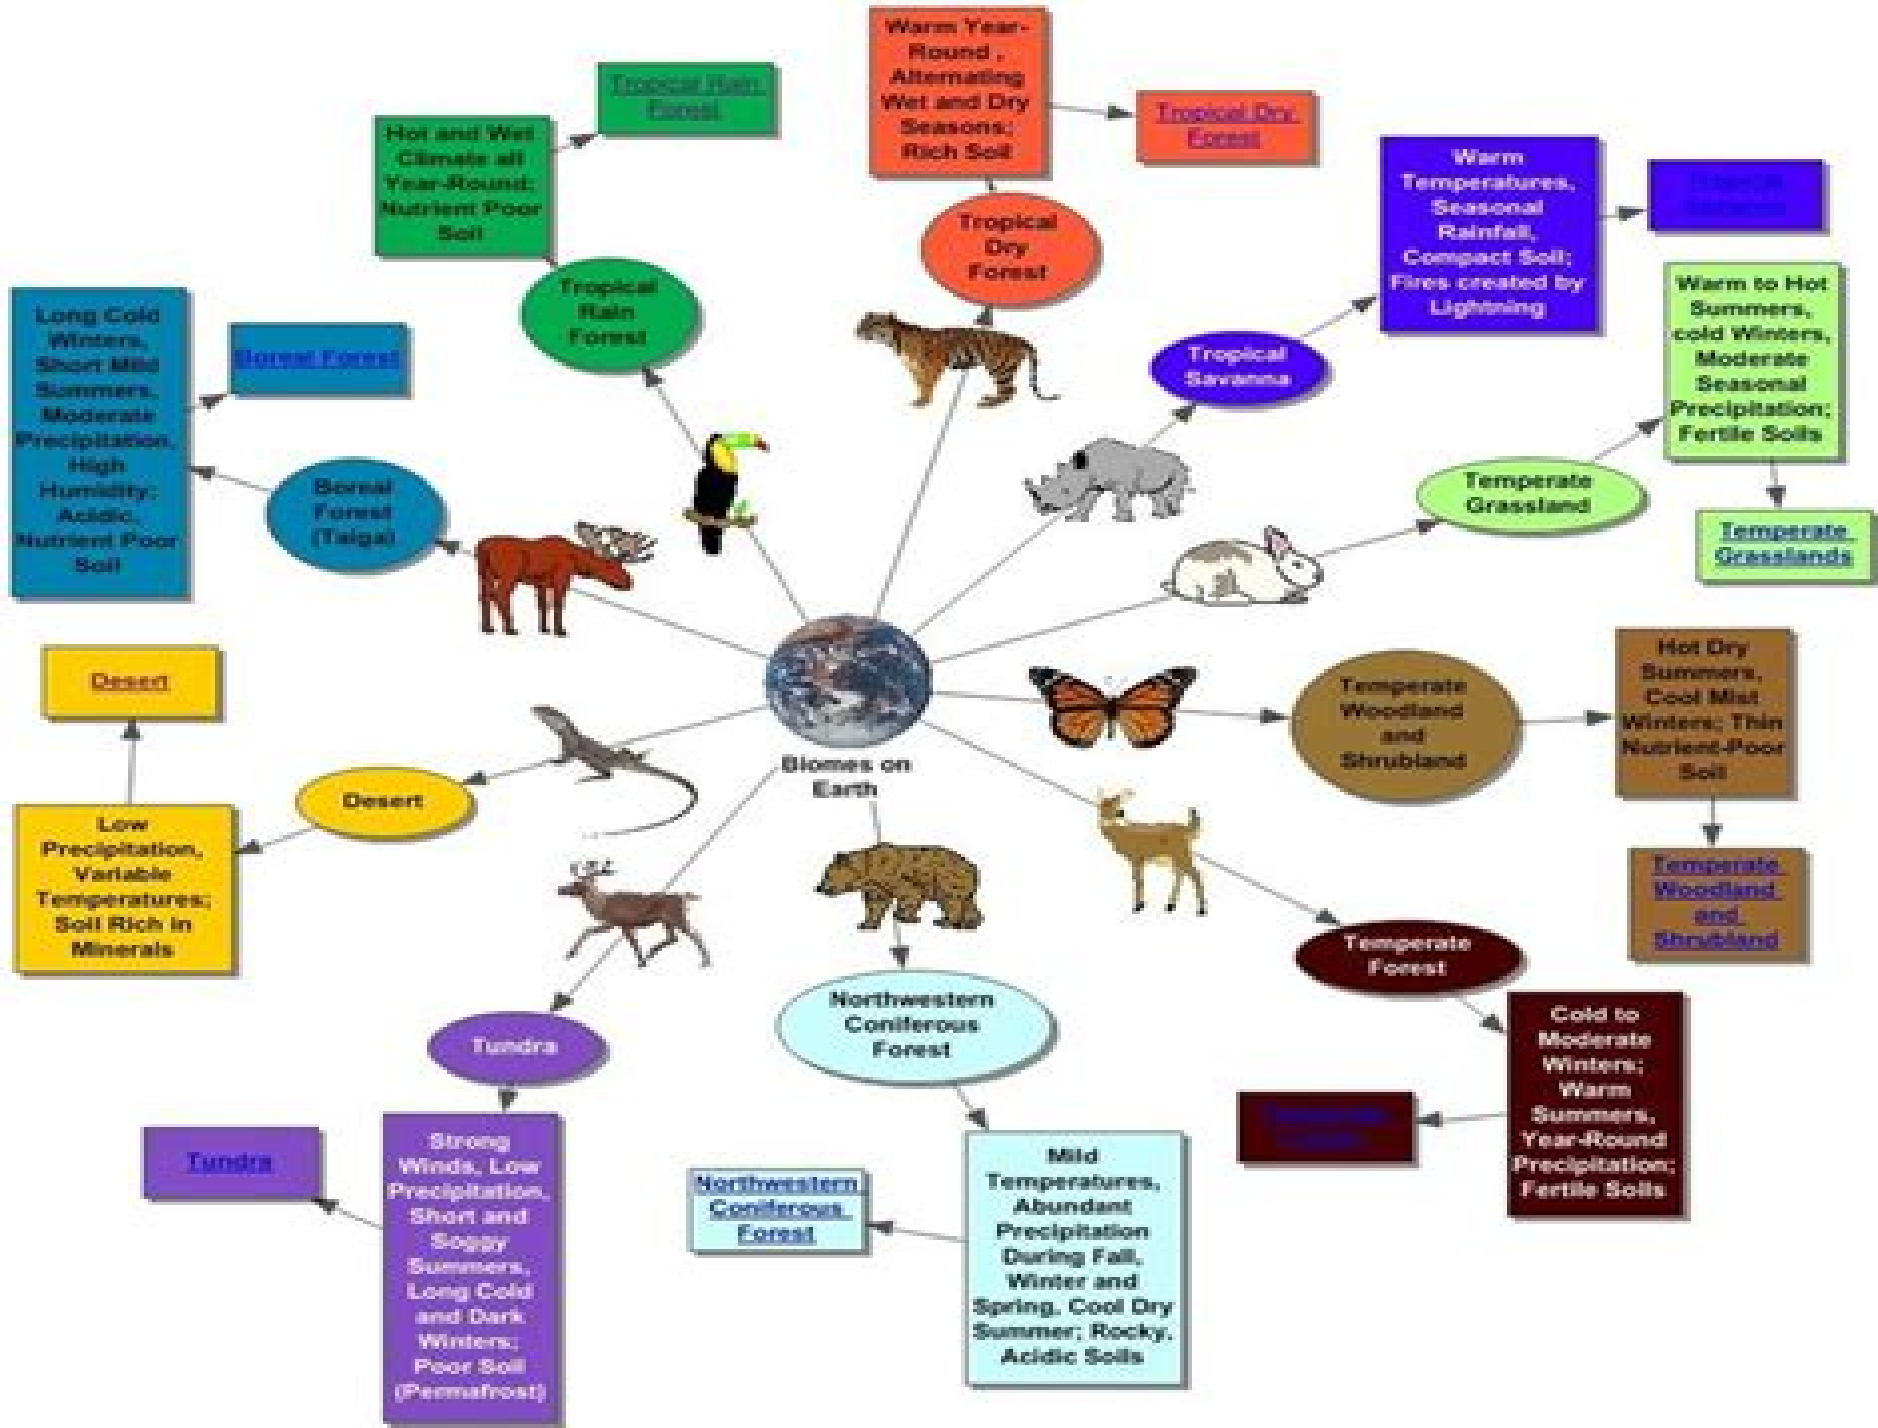 Warm Year-
Round ,
Alternating
Wet and Dry
Seasons;
Rich Soil
Tropical Dry
Forest
Tropical
Dry
Forest
Tropical Rain
Forest
Hot and Wet
Climate all
Year-Round;
Nutrient Poor
Soil
Tropical
Rain
Forest
Warm
Temperatures,
Seasonal
Rainfall,
Compact Soil;
Fires created by
Lightning
Tropical
Savanna
Warm to Hot
Summers,
cold Winters,
Moderate
Seasonal
Precipitation;
Fertile Soils
Temperate
Grassland
Temperate
Grasslands
Long Cold
Winters,
Short Mild
Summers,
Moderate
Precipitation,
High
Humidity;
Acidic,
Nutrient Poor
Soil
Boreal Forest
Boreal
Forest
(Taiga)
Desert
Desert
Low
Precipitation,
Variable
Temperatures;
Soil Rich in
Minerals
Biomes on
Earth
Temperate
Woodland
and
Shrubland
Hot Dry
Summers,
Cool Mist
Winters; Thin
Nutrient-Poor
Soil
Temperate
Woodland
and
Shrubland
Temperate
Forest
Cold to
Moderate
Winters;
Warm
Summers,
Year-Round
Precipitation;
Fertile Soils
Northwestern
Coniferous
Forest
Mild
Temperatures,
Abundant
Precipitation
During Fall,
Winter and
Spring, Cool Dry
Summer; Rocky,
Acidic Soils
Northwestern
Coniferous
Forest
Tundra
Strong
Winds, Low
Precipitation,
Short and
Soggy
Summers,
Long Cold
and Dark
Winters;
Poor Soil
(Permafrost)
Tundra